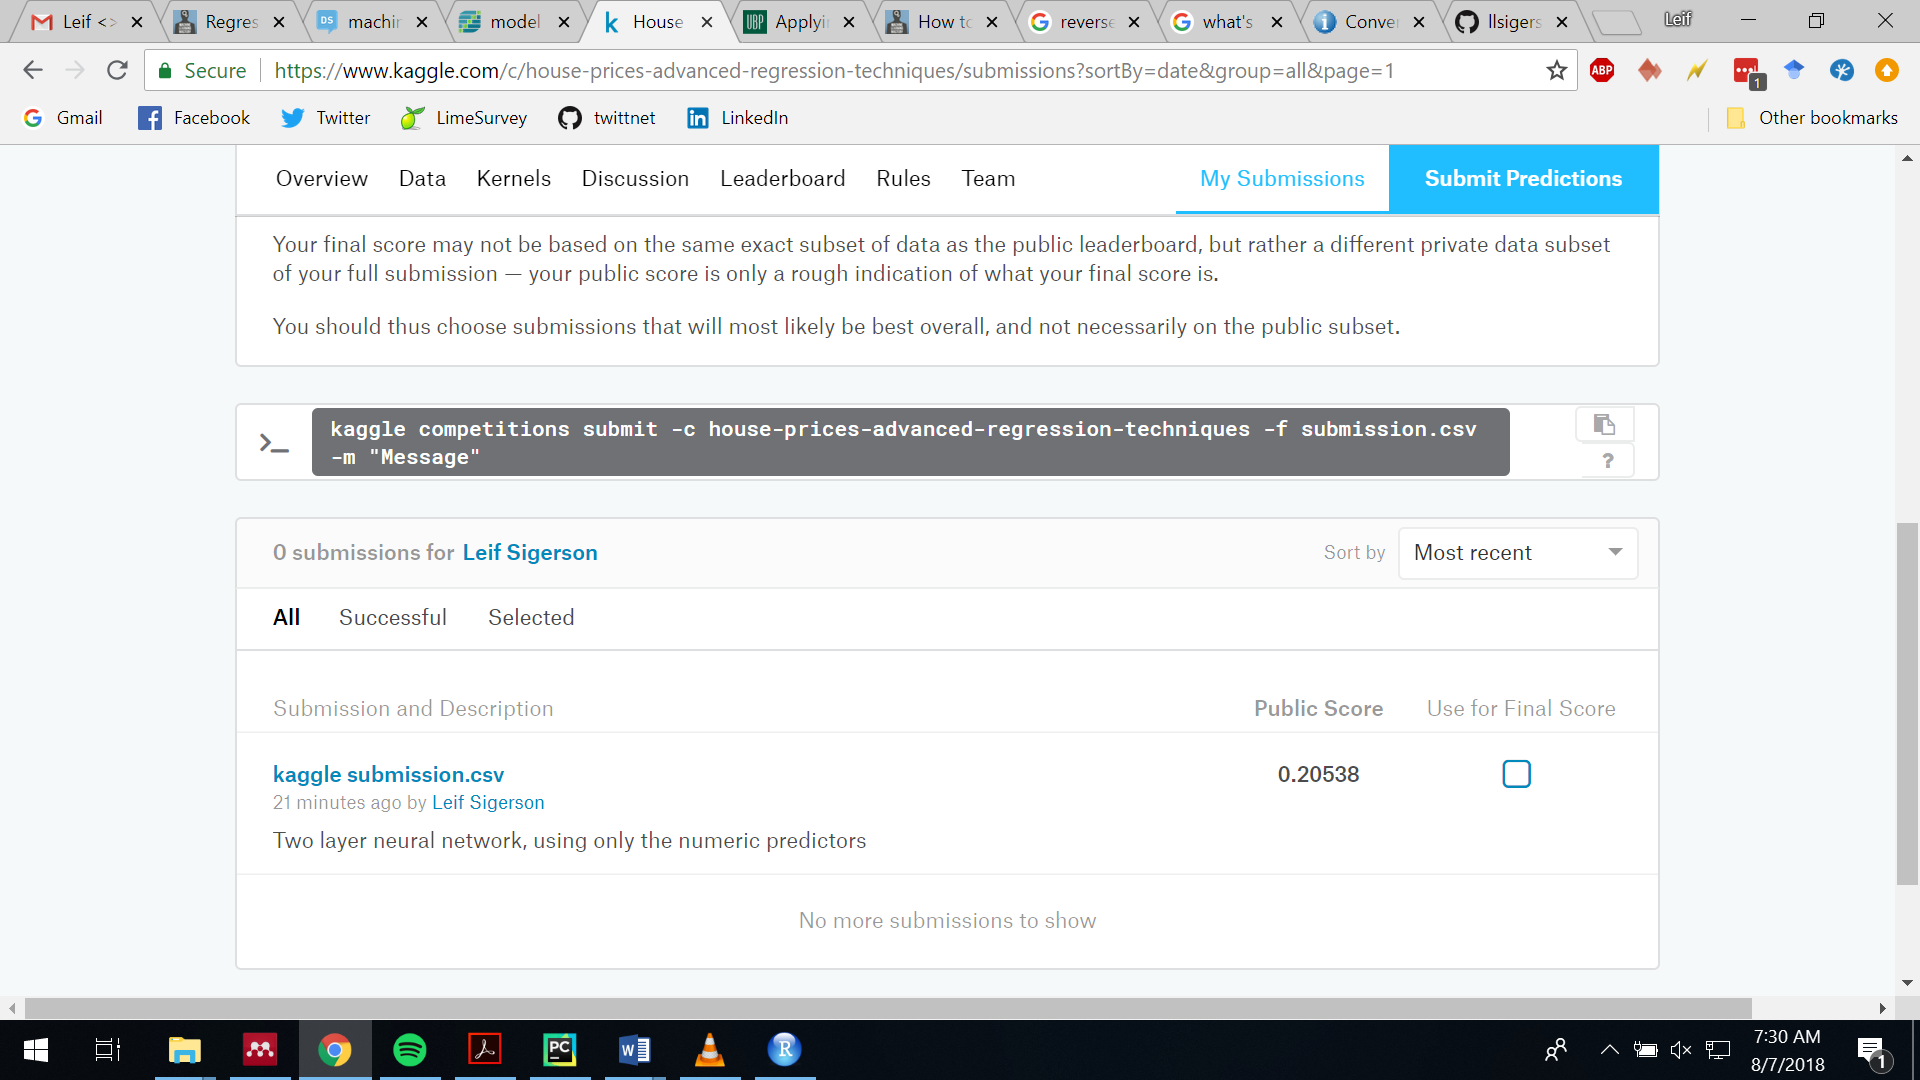 Leif <> Regres machin model House Applyin How to reverse what's Conver llsigers Leif
Secure https://www.kaggle.com/c/house-prices-advanced-regression-techniques/submissions?sortBy=date&group=all&page=1 ABP 1
Gmail Facebook Twitter LimeSurvey twittnet LinkedIn Other bookmarks
Overview Data Kernels Discussion Leaderboard Rules Team My Submissions Submit Predictions
Your final score may not be based on the same exact subset of data as the public leaderboard, but rather a different private data subset
of your full submission — your public score is only a rough indication of what your final score is.
You should thus choose submissions that will most likely be best overall, and not necessarily on the public subset.
>_ kaggle competitions submit -c house-prices-advanced-regression-techniques -f submission.csv
-m "Message" ?
0 submissions for Leif Sigerson Sort by Most recent
All Successful Selected
Submission and Description Public Score Use for Final Score
kaggle submission.csv 0.20538
21 minutes ago by Leif Sigerson
Two layer neural network, using only the numeric predictors
No more submissions to show
7:30 AM
8/7/2018 1